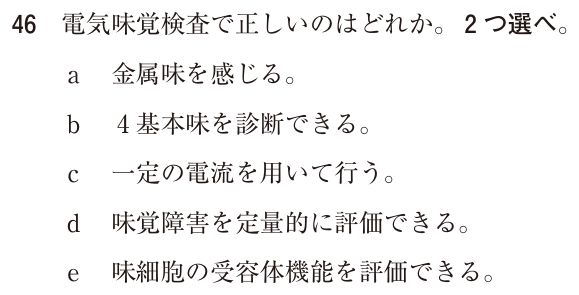 46 電気味覚検査で正しいのはどれか。2つ選べ。
a 金属味を感じる。
b 4基本味を診断できる。
c 一定の電流を用いて行う。
d 味覚障害を定量的に評価できる。
e 味細胞の受容体機能を評価できる。